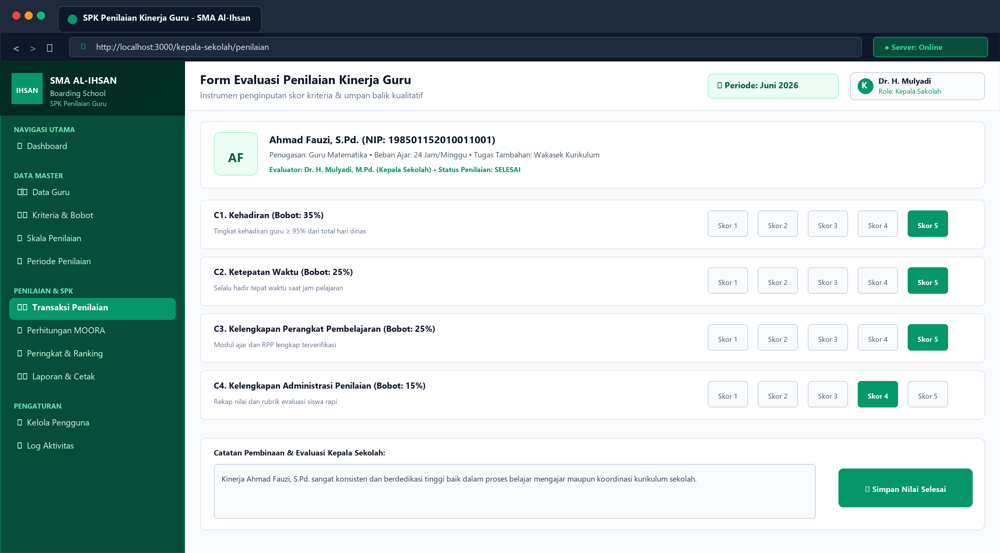 SPK Penilaian Kinerja Guru - SMA Al-Ihsan
http://localhost:3000/kepala-sekolah/penilaian
● Server: Online
IHSAN
SMA AL-IHSAN
Boarding School
SPK Penilaian Guru
NAVIGASI UTAMA
Dashboard
DATA MASTER
Data Guru
Kriteria & Bobot
Skala Penilaian
Periode Penilaian
PENILAIAN & SPK
Transaksi Penilaian
Perhitungan MOORA
Peringkat & Ranking
Laporan & Cetak
PENGATURAN
Kelola Pengguna
Log Aktivitas
Form Evaluasi Penilaian Kinerja Guru
Instrumen penginputan skor kriteria & umpan balik kualitatif
Periode: Juni 2026
K
Dr. H. Mulyadi
Role: Kepala Sekolah
AF
Ahmad Fauzi, S.Pd. (NIP: 198501152010011001)
Penugasan: Guru Matematika • Beban Ajar: 24 Jam/Minggu • Tugas Tambahan: Wakasek Kurikulum
Evaluator: Dr. H. Mulyadi, M.Pd. (Kepala Sekolah) • Status Penilaian: SELESAI
C1. Kehadiran (Bobot: 35%)
Tingkat kehadiran guru ≥ 95% dari total hari dinas
Skor 1 Skor 2 Skor 3 Skor 4 Skor 5
C2. Ketepatan Waktu (Bobot: 25%)
Selalu hadir tepat waktu saat jam pelajaran
Skor 1 Skor 2 Skor 3 Skor 4 Skor 5
C3. Kelengkapan Perangkat Pembelajaran (Bobot: 25%)
Modul ajar dan RPP lengkap terverifikasi
Skor 1 Skor 2 Skor 3 Skor 4 Skor 5
C4. Kelengkapan Administrasi Penilaian (Bobot: 15%)
Rekap nilai dan rubrik evaluasi siswa rapi
Skor 1 Skor 2 Skor 3 Skor 4 Skor 5
Catatan Pembinaan & Evaluasi Kepala Sekolah:
Kinerja Ahmad Fauzi, S.Pd. sangat konsisten dan berdedikasi tinggi baik dalam proses belajar mengajar maupun koordinasi kurikulum sekolah.
Simpan Nilai Selesai